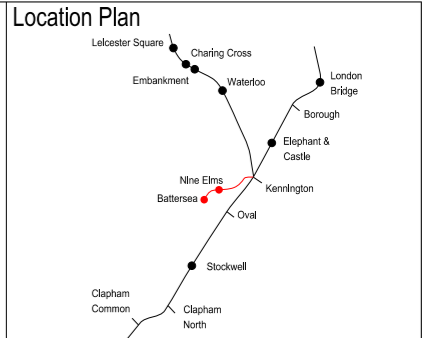 Location Plan
Leicester Square
Charing Cross
Embankment
Waterloo
London
Bridge
Borough
Elephant &
Castle
Nine Elms
Kennington
Battersea
Oval
Stockwell
Clapham
Common
Clapham
North